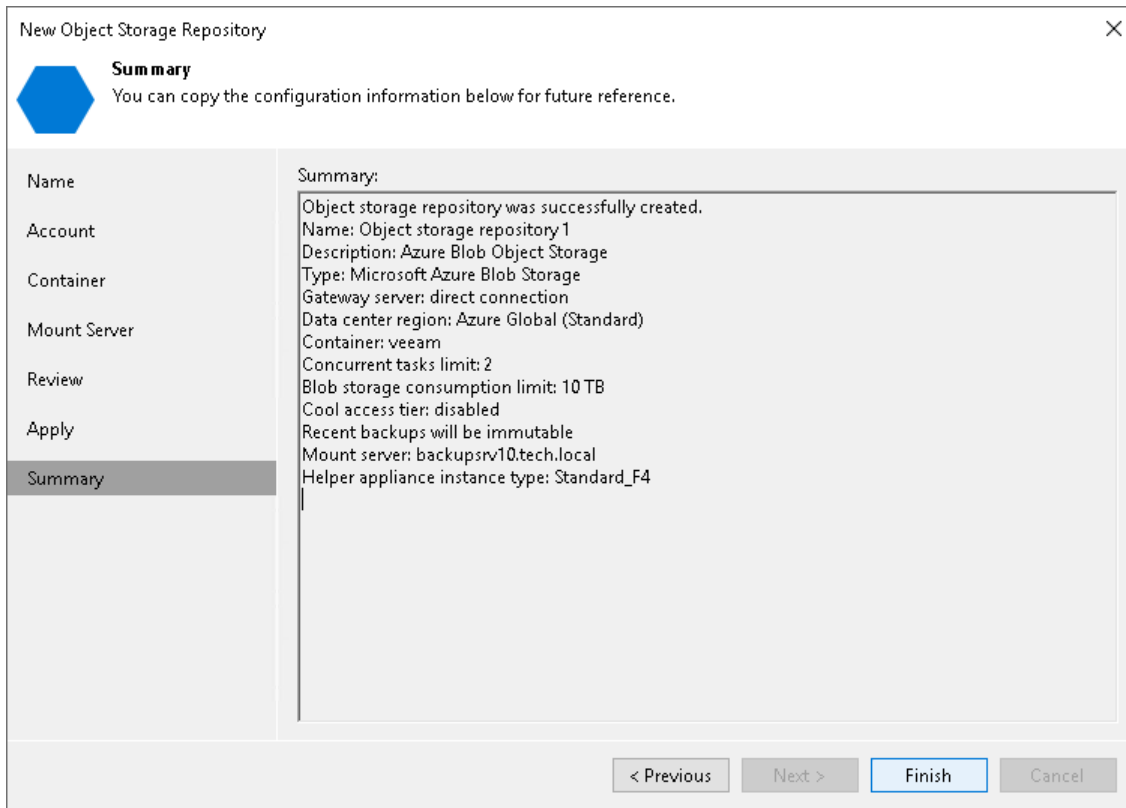 New Object Storage Repository
Summary
You can copy the configuration information below for future reference.
Name
Account
Container
Mount Server
Review
Apply
Summary
Summary:
Object storage repository was successfully created.
Name: Object storage repository 1
Description: Azure Blob Object Storage
Type: Microsoft Azure Blob Storage
Gateway server: direct connection
Data center region: Azure Global (Standard)
Container: veeam
Concurrent tasks limit: 2
Blob storage consumption limit: 10 TB
Cool access tier: disabled
Recent backups will be immutable
Mount server: backupsrv10.tech.local
Helper appliance instance type: Standard_F4
< Previous
Next >
Finish
Cancel